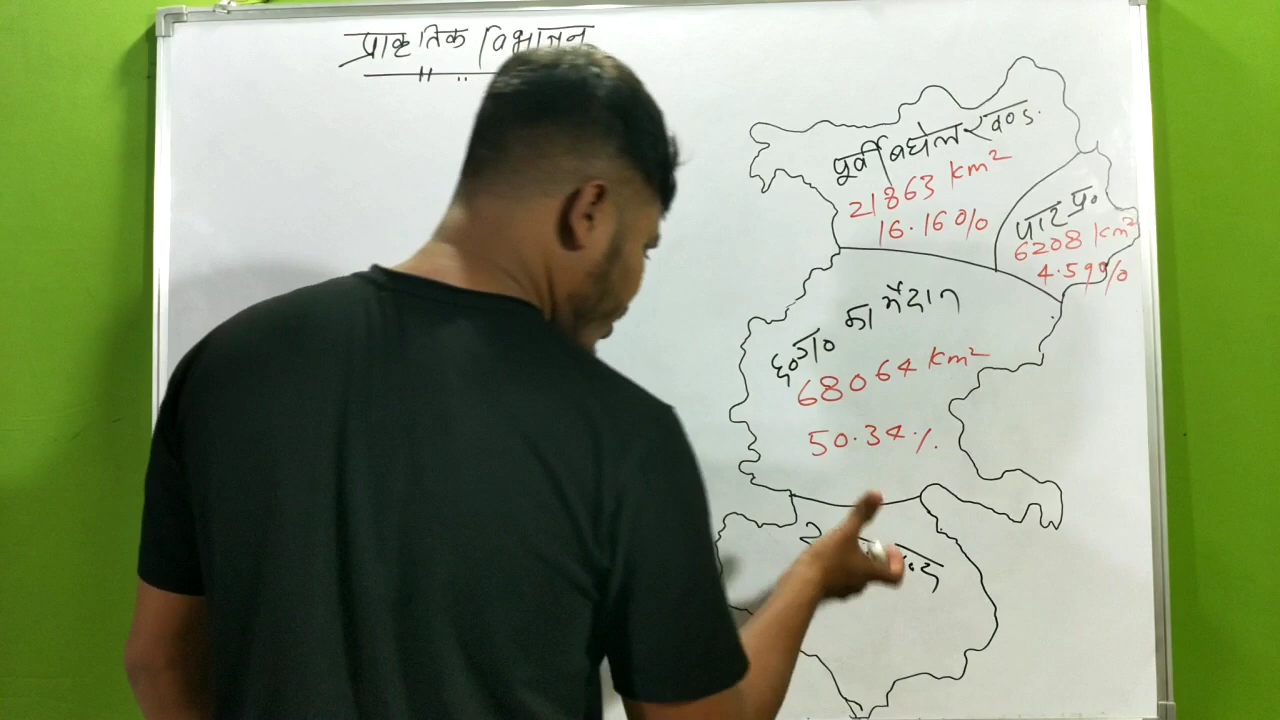 प्राकृतिक विभाजन
पूर्वी बघेलखण्ड
21863 km²
16.16%
पाट प्र०
6208 km²
4.59%
छ०ग० का मैदान
68064 km²
50.34%